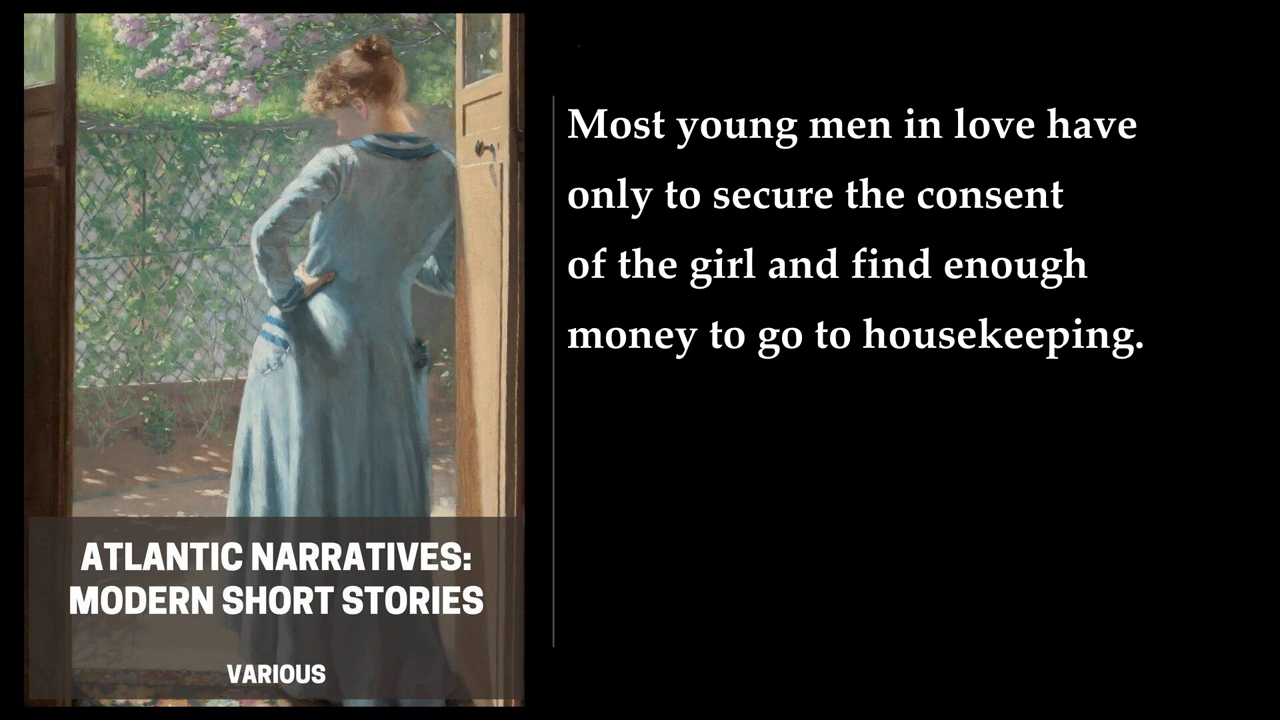 Most young men in love have
only to secure the consent
of the girl and find enough
money to go to housekeeping.
ATLANTIC NARRATIVES:
MODERN SHORT STORIES
VARIOUS